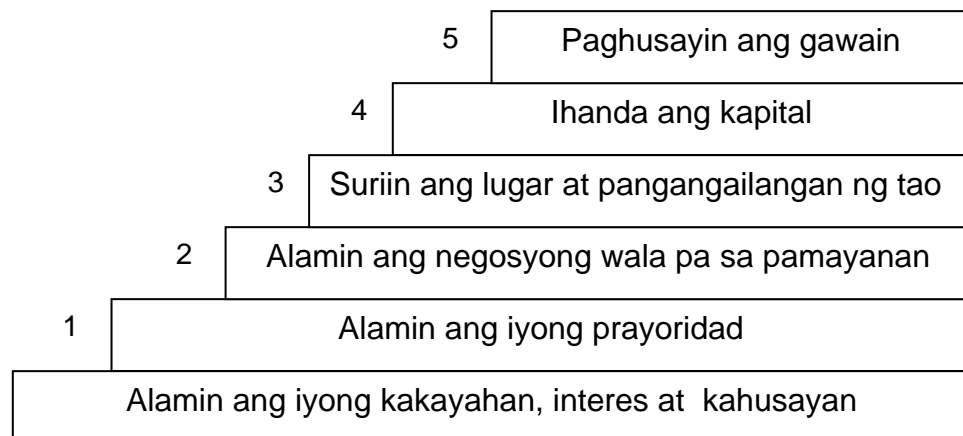 5 Paghusayin ang gawain
4 Ihanda ang kapital
3 Suriin ang lugar at pangangailangan ng tao
2 Alamin ang negosyong wala pa sa pamayanan
1 Alamin ang iyong prayoridad
Alamin ang iyong kakayahan, interes at kahusayan